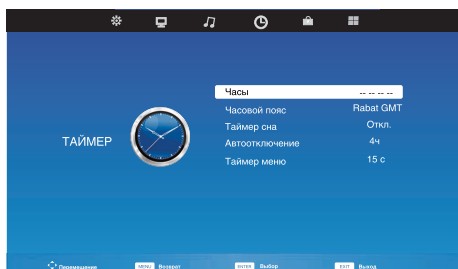 Часы -- -- -- --
Часовой пояс Rabat GMT
Таймер сна Откл.
ТАЙМЕР
Автоотключение 4ч
Таймер меню 15 с
Перемещение MENU Возврат ENTER Выбор EXIT Выход